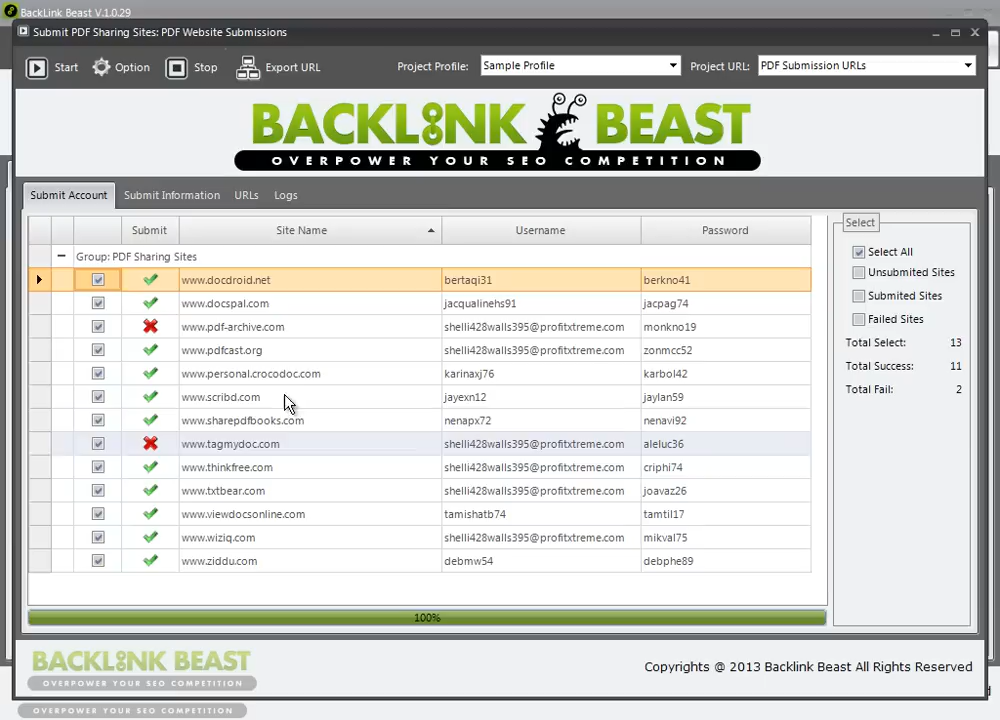 BackLink Beast V.1.0.29
Submit PDF Sharing Sites: PDF Website Submissions
Start Option Stop Export URL Project Profile: Sample Profile Project URL: PDF Submission URLs
BACKLINK BEAST
OVERPOWER YOUR SEO COMPETITION
Submit Account Submit Information URLs Logs
Submit Site Name Username Password
Group: PDF Sharing Sites
www.docdroid.net bertaqi31 berkno41
www.docspal.com jacqualinehs91 jacpag74
www.pdf-archive.com shelli428walls395@profitxtreme.com monkno19
www.pdfcast.org shelli428walls395@profitxtreme.com zonmcc52
www.personal.crocodoc.com karinaxj76 karbol42
www.scribd.com jayexn12 jaylan59
www.sharepdfbooks.com nenapx72 nenavi92
www.tagmydoc.com shelli428walls395@profitxtreme.com aleluc36
www.thinkfree.com shelli428walls395@profitxtreme.com criphi74
www.txtbear.com shelli428walls395@profitxtreme.com joavaz26
www.viewdocsonline.com tamishatb74 tamtil17
www.wiziq.com shelli428walls395@profitxtreme.com mikval75
www.ziddu.com debmw54 debphe89
Select
Select All
Unsubmited Sites
Submited Sites
Failed Sites
Total Select: 13
Total Success: 11
Total Fail: 2
100%
BACKLINK BEAST
OVERPOWER YOUR SEO COMPETITION
Copyrights @ 2013 Backlink Beast All Rights Reserved
OVERPOWER YOUR SEO COMPETITION